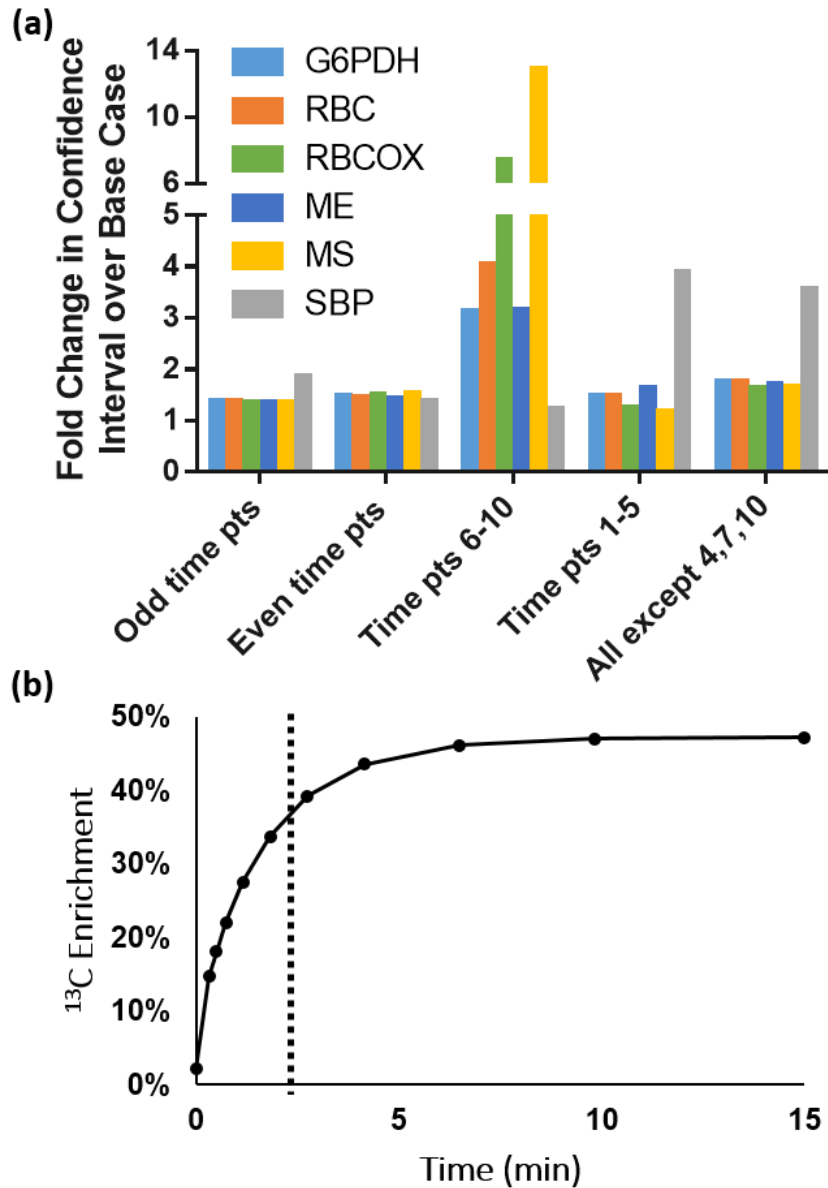 (a)
Fold Change in Confidence
Interval over Base Case
14
10
6
5
4
3
2
1
0
G6PDH
RBC
RBCOX
ME
MS
SBP
Odd time pts
Even time pts
Time pts 6-10
Time pts 1-5
All except 4,7,10
(b)
¹³C Enrichment
50%
40%
30%
20%
10%
0%
0
5
10
15
Time (min)